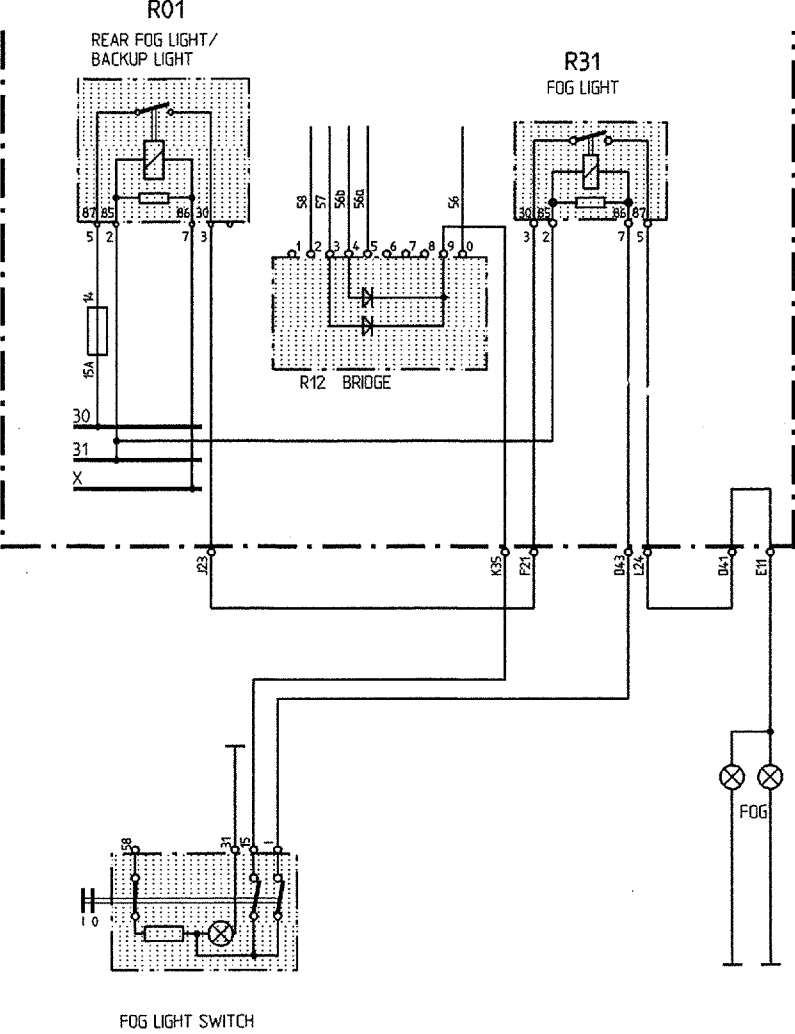 R01
REAR FOG LIGHT/
BACKUP LIGHT
R31
FOG LIGHT
87 85 86 30
5 2 7 3
30 85 86 87
3 2 7 5
58 57 56b 56a 56
1 2 3 4 5 6 7 8 9 0
R12 BRIDGE
14
15A
30
31
X
J23 K35 F21 D43 L24 D41 E11
FOG
58 31 15 1
I O
FOG LIGHT SWITCH